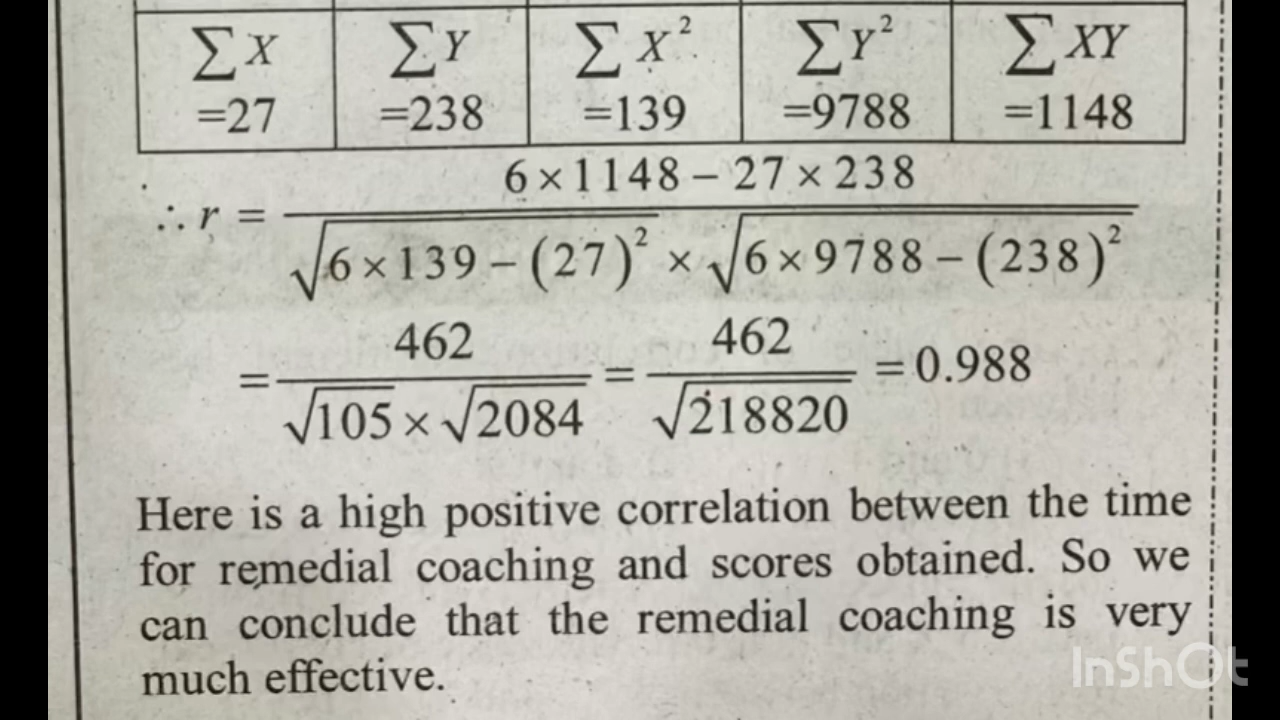 ∑X ∑Y ∑X² ∑Y² ∑XY
=27 =238 =139 =9788 =1148
6×1148−27×238
∴ r =
√6×139−(27)² × √6×9788−(238)²
462 462
= = =0.988
√105×√2084 √218820
Here is a high positive correlation between the time
for remedial coaching and scores obtained. So we
can conclude that the remedial coaching is very
much effective.
InShOt